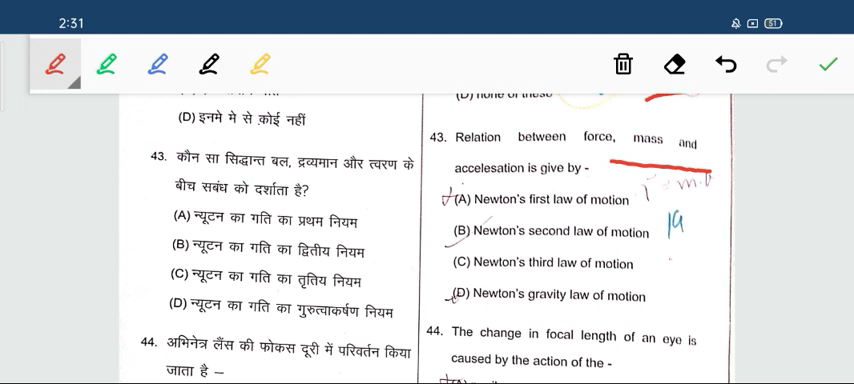 2:31
51
(D) इनमे मे से कोई नहीं
43. कौन सा सिद्धान्त बल, द्रव्यमान और त्वरण के
बीच सबंध को दर्शाता है?
(A) न्यूटन का गति का प्रथम नियम
(B) न्यूटन का गति का द्वितीय नियम
(C) न्यूटन का गति का तृतिय नियम
(D) न्यूटन का गति का गुरुत्वाकर्षण नियम
44. अभिनेत्र लैंस की फोकस दूरी में परिवर्तन किया
जाता है –
(D) none of these
43. Relation between force, mass and
accelesation is give by -
(A) Newton's first law of motion
(B) Newton's second law of motion
(C) Newton's third law of motion
(D) Newton's gravity law of motion
44. The change in focal length of an eye is
caused by the action of the -